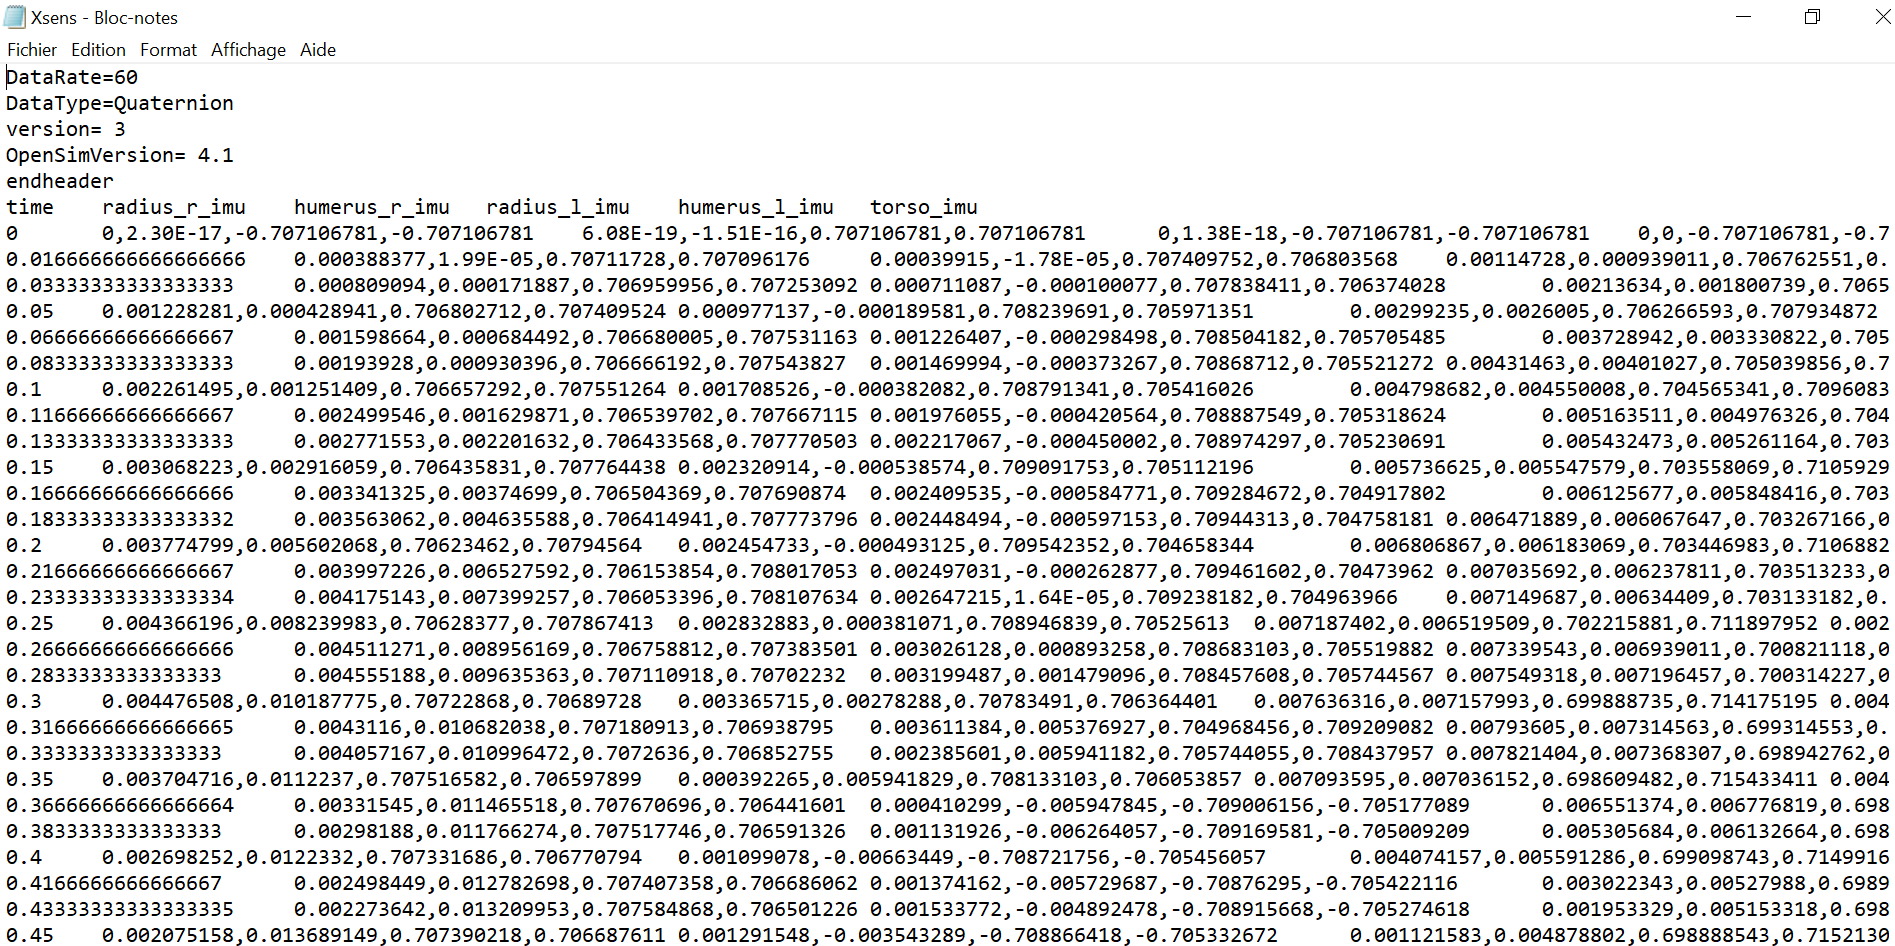 Xsens - Bloc-notes
Fichier Edition Format Affichage Aide
DataRate=60
DataType=Quaternion
version= 3
OpenSimVersion= 4.1
endheader
time radius_r_imu humerus_r_imu radius_l_imu humerus_l_imu torso_imu
0 0,2.30E-17,-0.707106781,-0.707106781 6.08E-19,-1.51E-16,0.707106781,0.707106781 0,1.38E-18,-0.707106781,-0.707106781 0,0,-0.707106781,-0.7
0.016666666666666666 0.000388377,1.99E-05,0.70711728,0.707096176 0.00039915,-1.78E-05,0.707409752,0.706803568 0.00114728,0.000939011,0.706762551,0.
0.03333333333333333 0.000809094,0.000171887,0.706959956,0.707253092 0.000711087,-0.000100077,0.707838411,0.706374028 0.00213634,0.001800739,0.7065
0.05 0.001228281,0.000428941,0.706802712,0.707409524 0.000977137,-0.000189581,0.708239691,0.705971351 0.00299235,0.0026005,0.706266593,0.707934872
0.06666666666666667 0.001598664,0.000684492,0.706680005,0.707531163 0.001226407,-0.000298498,0.708504182,0.705705485 0.003728942,0.003330822,0.705
0.08333333333333333 0.00193928,0.000930396,0.706666192,0.707543827 0.001469994,-0.000373267,0.70868712,0.705521272 0.00431463,0.00401027,0.705039856,0.7
0.1 0.002261495,0.001251409,0.706657292,0.707551264 0.001708526,-0.000382082,0.708791341,0.705416026 0.004798682,0.004550008,0.704565341,0.7096083
0.11666666666666667 0.002499546,0.001629871,0.706539702,0.707667115 0.001976055,-0.000420564,0.708887549,0.705318624 0.005163511,0.004976326,0.704
0.13333333333333333 0.002771553,0.002201632,0.706433568,0.707770503 0.002217067,-0.000450002,0.708974297,0.705230691 0.005432473,0.005261164,0.703
0.15 0.003068223,0.002916059,0.706435831,0.707764438 0.002320914,-0.000538574,0.709091753,0.705112196 0.005736625,0.005547579,0.703558069,0.7105929
0.16666666666666666 0.003341325,0.00374699,0.706504369,0.707690874 0.002409535,-0.000584771,0.709284672,0.704917802 0.006125677,0.005848416,0.703
0.18333333333333332 0.003563062,0.004635588,0.706414941,0.707773796 0.002448494,-0.000597153,0.70944313,0.704758181 0.006471889,0.006067647,0.703267166,0
0.2 0.003774799,0.005602068,0.70623462,0.70794564 0.002454733,-0.000493125,0.709542352,0.704658344 0.006806867,0.006183069,0.703446983,0.7106882
0.21666666666666667 0.003997226,0.006527592,0.706153854,0.708017053 0.002497031,-0.000262877,0.709461602,0.70473962 0.007035692,0.006237811,0.703513233,0
0.23333333333333334 0.004175143,0.007399257,0.706053396,0.708107634 0.002647215,1.64E-05,0.709238182,0.704963966 0.007149687,0.00634409,0.703133182,0.
0.25 0.004366196,0.008239983,0.70628377,0.707867413 0.002832883,0.000381071,0.708946839,0.70525613 0.007187402,0.006519509,0.702215881,0.711897952 0.002
0.26666666666666666 0.004511271,0.008956169,0.706758812,0.707383501 0.003026128,0.000893258,0.708683103,0.705519882 0.007339543,0.006939011,0.700821118,0
0.2833333333333333 0.004555188,0.009635363,0.707110918,0.70702232 0.003199487,0.001479096,0.708457608,0.705744567 0.007549318,0.007196457,0.700314227,0
0.3 0.004476508,0.010187775,0.70722868,0.70689728 0.003365715,0.00278288,0.70783491,0.706364401 0.007636316,0.007157993,0.699888735,0.714175195 0.004
0.31666666666666665 0.0043116,0.010682038,0.707180913,0.706938795 0.003611384,0.005376927,0.704968456,0.709209082 0.00793605,0.007314563,0.699314553,0.
0.3333333333333333 0.004057167,0.010996472,0.7072636,0.706852755 0.002385601,0.005941182,0.705744055,0.708437957 0.007821404,0.007368307,0.698942762,0
0.35 0.003704716,0.0112237,0.707516582,0.706597899 0.000392265,0.005941829,0.708133103,0.706053857 0.007093595,0.007036152,0.698609482,0.715433411 0.004
0.36666666666666664 0.00331545,0.011465518,0.707670696,0.706441601 0.000410299,-0.005947845,-0.709006156,-0.705177089 0.006551374,0.006776819,0.698
0.3833333333333333 0.00298188,0.011766274,0.707517746,0.706591326 0.001131926,-0.006264057,-0.709169581,-0.705009209 0.005305684,0.006132664,0.698
0.4 0.002698252,0.0122332,0.707331686,0.706770794 0.001099078,-0.00663449,-0.708721756,-0.705456057 0.004074157,0.005591286,0.699098743,0.7149916
0.4166666666666667 0.002498449,0.012782698,0.707407358,0.706686062 0.001374162,-0.005729687,-0.70876295,-0.705422116 0.003022343,0.00527988,0.6989
0.43333333333333335 0.002273642,0.013209953,0.707584868,0.706501226 0.001533772,-0.004892478,-0.708915668,-0.705274618 0.001953329,0.005153318,0.698
0.45 0.002075158,0.013689149,0.707390218,0.706687611 0.001291548,-0.003543289,-0.708866418,-0.705332672 0.001121583,0.004878802,0.698888543,0.7152130